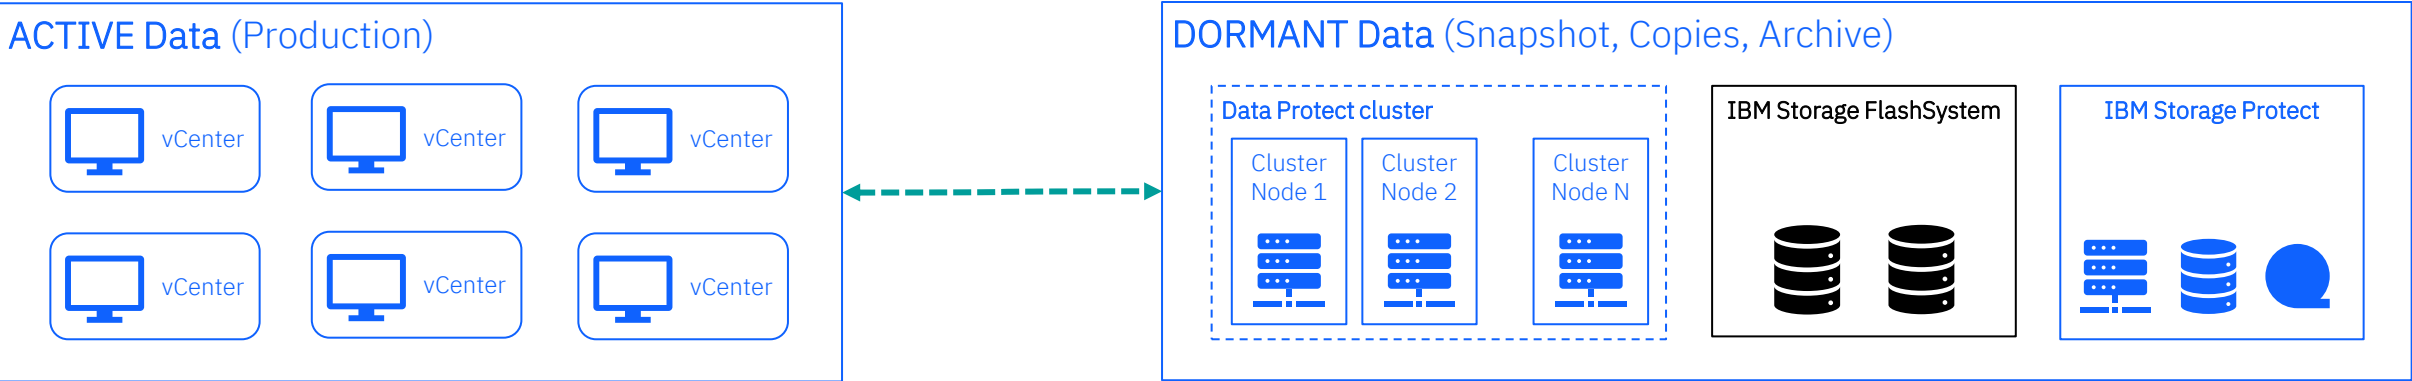 ACTIVE Data (Production)
vCenter
vCenter
vCenter
vCenter
vCenter
vCenter
DORMANT Data (Snapshot, Copies, Archive)
Data Protect cluster
Cluster
Node 1
Cluster
Node 2
Cluster
Node N
IBM Storage FlashSystem
IBM Storage Protect